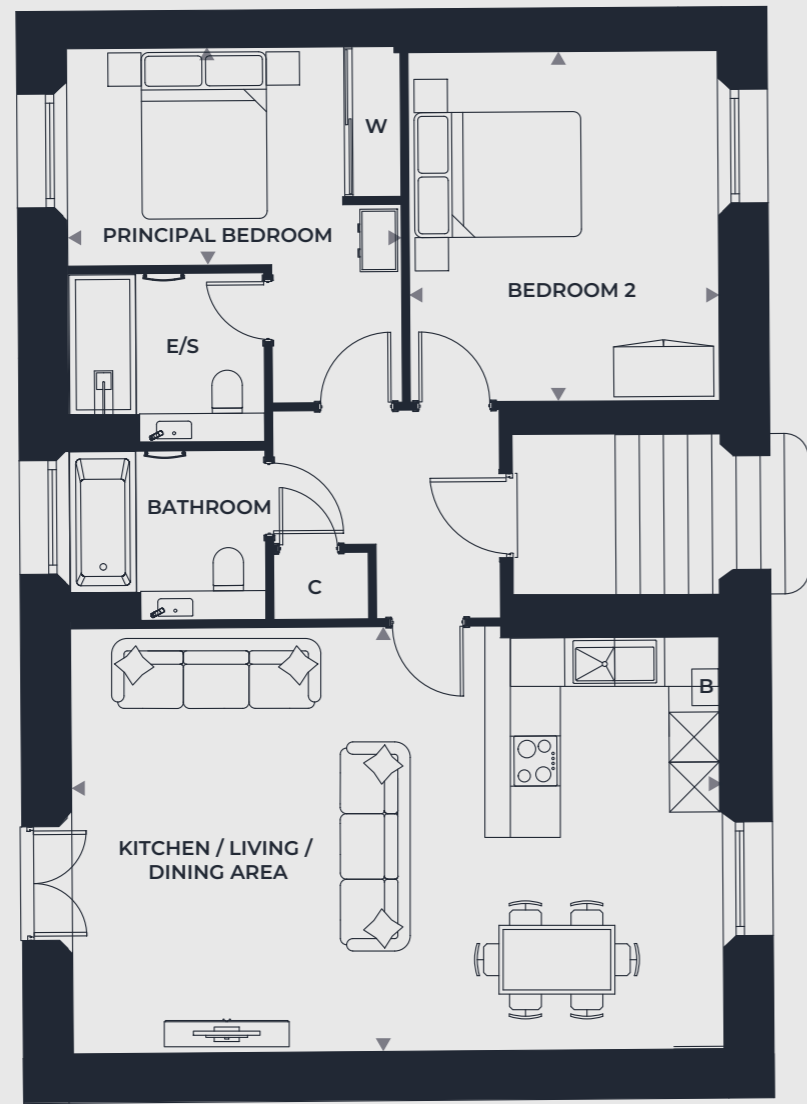 W
PRINCIPAL BEDROOM
BEDROOM 2
E/S
BATHROOM
C
B
KITCHEN / LIVING /
DINING AREA